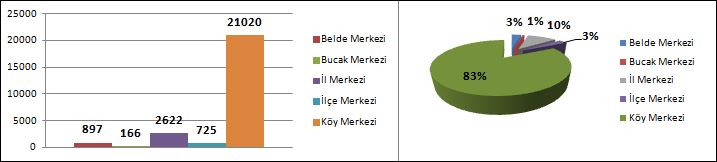 25000
20000
15000
10000
5000
0
897
166
2622
725
21020
Belde Merkezi
Bucak Merkezi
İl Merkezi
İlçe Merkezi
Köy Merkezi
3%
1%
10%
3%
83%
Belde Merkezi
Bucak Merkezi
İl Merkezi
İlçe Merkezi
Köy Merkezi